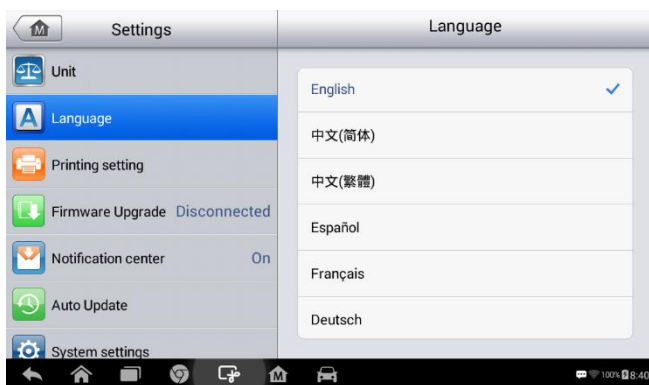 Settings
Language
Unit
Language
Printing setting
Firmware Upgrade Disconnected
Notification center On
Auto Update
System settings
English
中文(简体)
中文(繁體)
Español
Français
Deutsch
100% 8:40